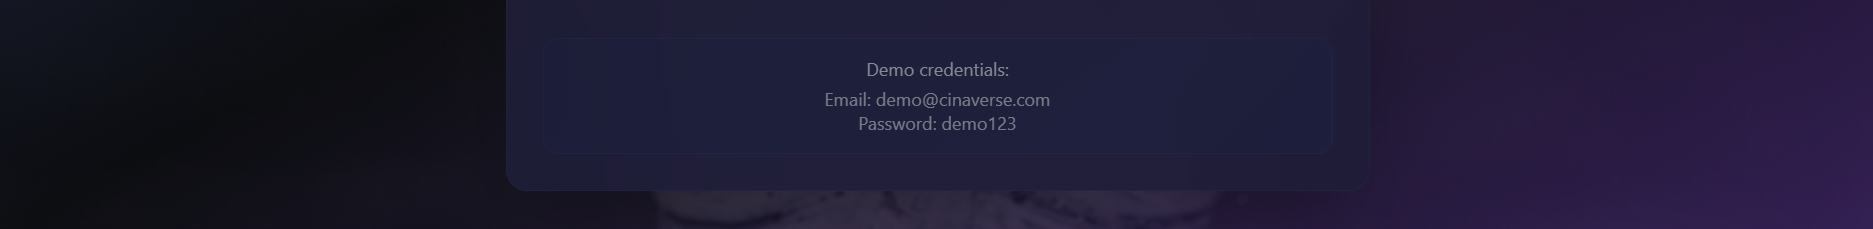 Demo credentials:
Email: demo@cinaverse.com
Password: demo123